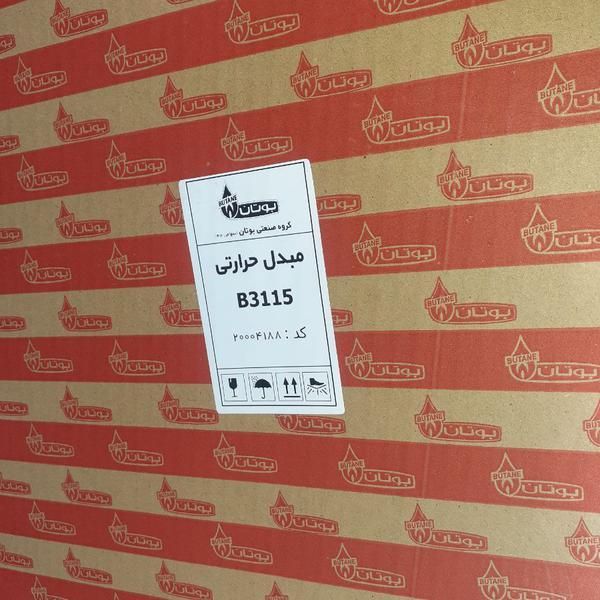 BUTANE
بوتان
گروه صنعتی بوتان
مبدل حرارتی
B3115
کد : ۲۰۰۰۴۱۸۸